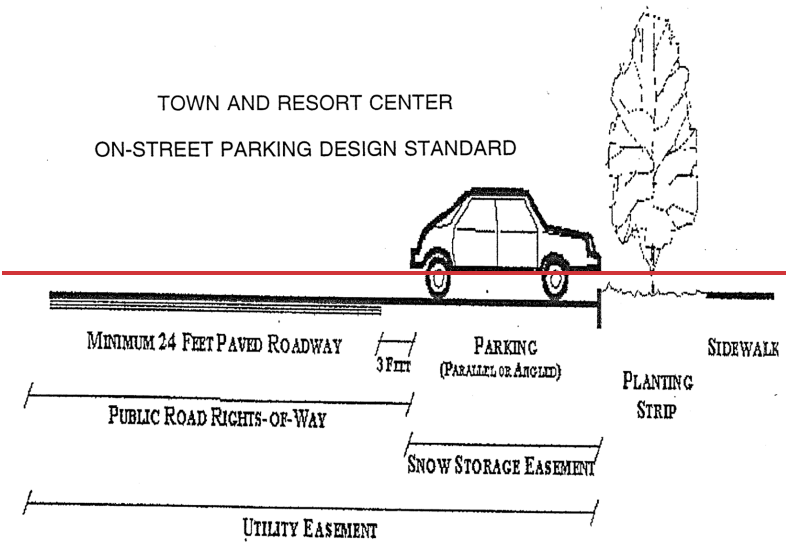 TOWN AND RESORT CENTER
ON-STREET PARKING DESIGN STANDARD
MINIMUM 24 FEET PAVED ROADWAY
3 FEET
PARKING
(PARALLEL OR ANGLED)
SIDEWALK
PLANTING
STRIP
PUBLIC ROAD RIGHTS-OF-WAY
SNOW STORAGE EASEMENT
UTILITY EASEMENT